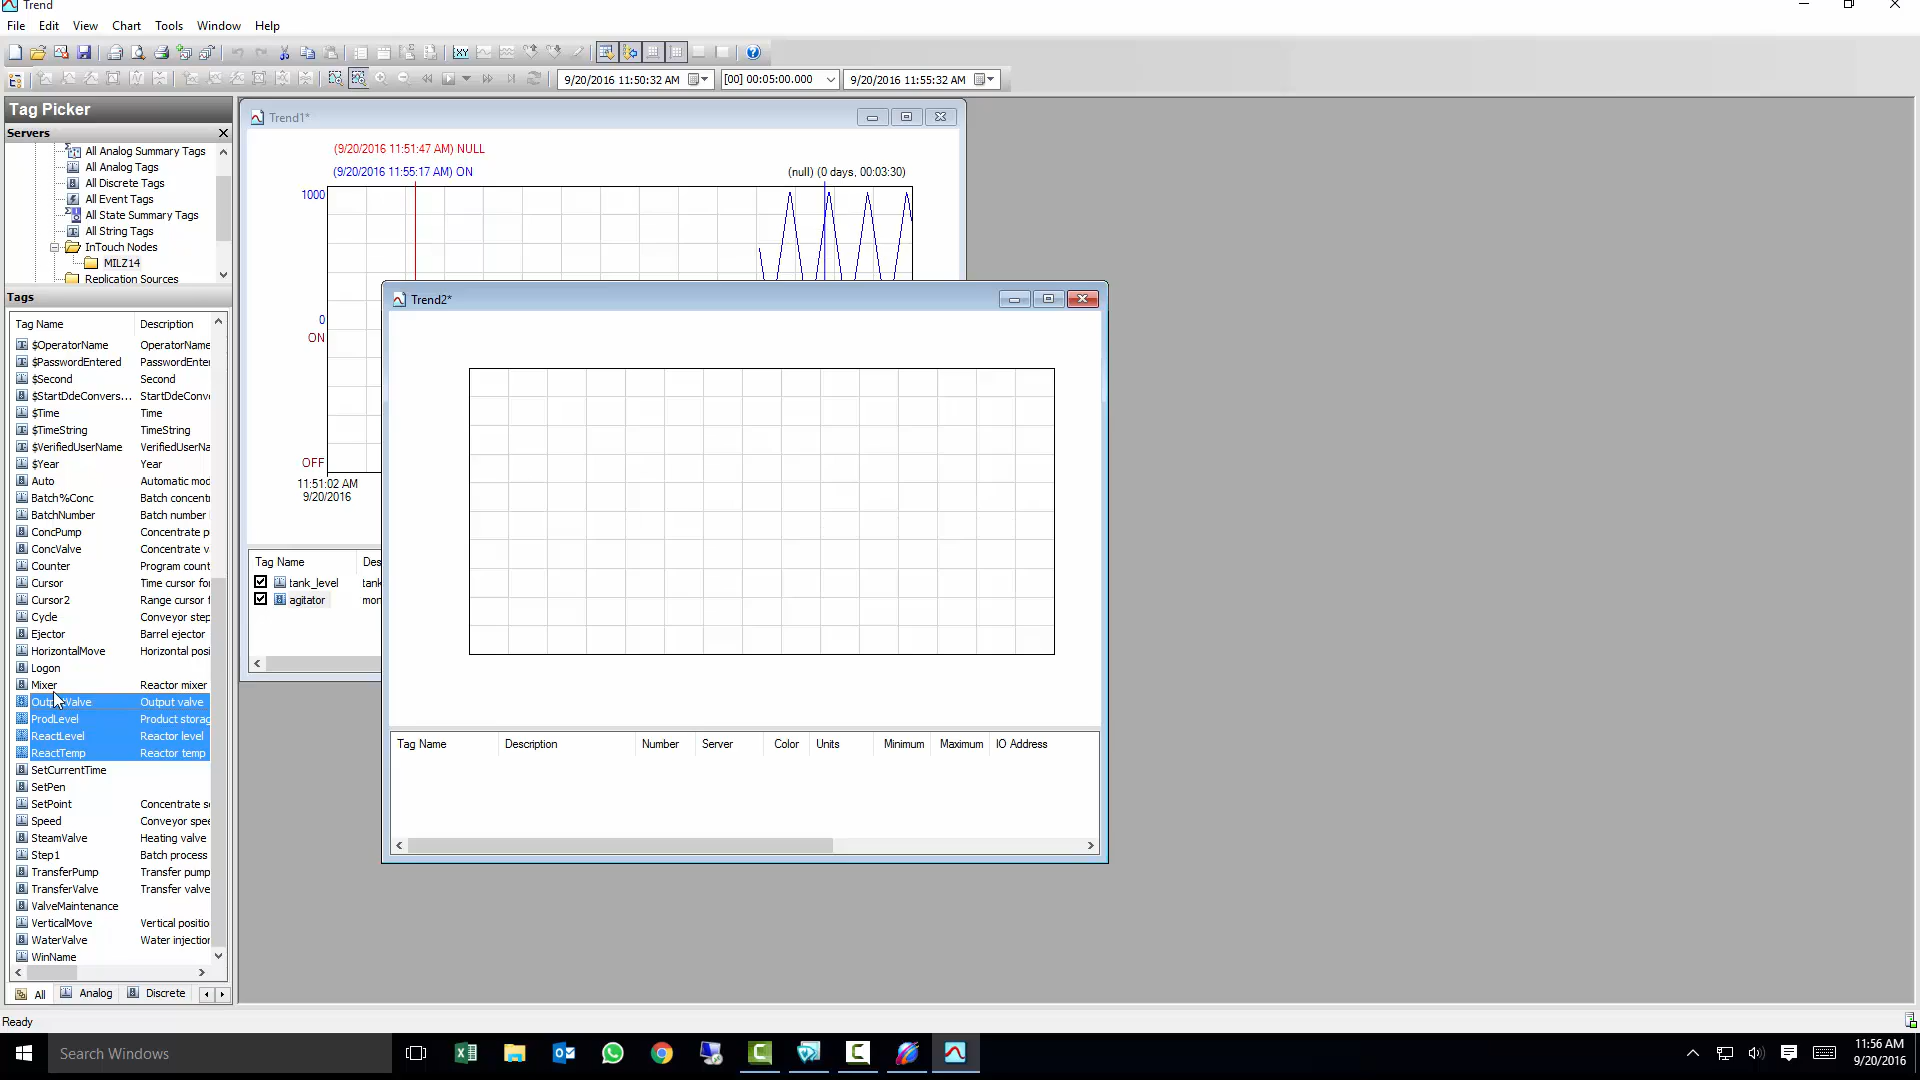 Trend
File Edit View Chart Tools Window Help
9/20/2016 11:50:32 AM [00] 00:05:00.000 9/20/2016 11:55:32 AM
Tag Picker
Servers
All Analog Summary Tags
All Analog Tags
All Discrete Tags
All Event Tags
All State Summary Tags
All String Tags
InTouch Nodes
MILZ14
Replication Sources
Tags
Tag Name Description
$OperatorName OperatorName
$PasswordEntered PasswordEnter
$Second Second
$StartDdeConvers... StartDdeConv
$Time Time
$TimeString TimeString
$VerifiedUserName VerifiedUserNa
$Year Year
Auto Automatic mod
Batch%Conc Batch concent
BatchNumber Batch number
ConcPump Concentrate p
ConcValve Concentrate v
Counter Program count
Cursor Time cursor fo
Cursor2 Range cursor f
Cycle Conveyor step
Ejector Barrel ejector
HorizontalMove Horizontal posi
Logon
Mixer Reactor mixer
OutputValve Output valve
ProdLevel Product storag
ReactLevel Reactor level
ReactTemp Reactor temp
SetCurrentTime
SetPen
SetPoint Concentrate se
Speed Conveyor spee
SteamValve Heating valve
Step1 Batch process
TransferPump Transfer pump
TransferValve Transfer valve
ValveMaintenance
VerticalMove Vertical positio
WaterValve Water injection
WinName
All Analog Discrete
Trend1*
(9/20/2016 11:51:47 AM) NULL
(9/20/2016 11:55:17 AM) ON (null) (0 days, 00:03:30)
1000
0
ON
OFF
11:51:02 AM
9/20/2016
Tag Name Des
tank_level tank
agitator mon
Trend2*
Tag Name Description Number Server Color Units Minimum Maximum IO Address
Ready
Search Windows
11:56 AM
9/20/2016